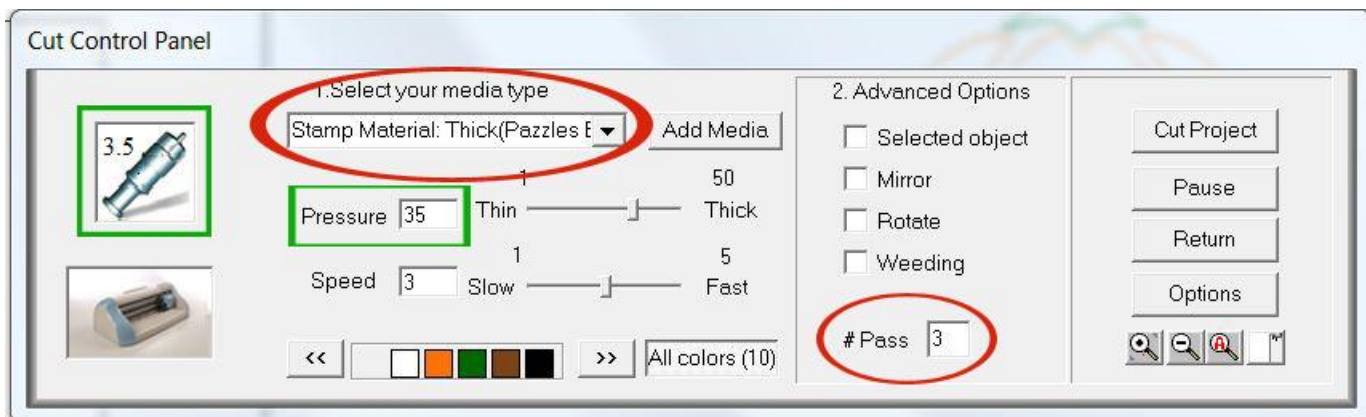 Cut Control Panel
3.5
1.Select your media type
Stamp Material: Thick(Pazzles E
Add Media
Pressure 35
1 50
Thin Thick
Speed 3
1 5
Slow Fast
<< >> All colors (10)
2. Advanced Options
Selected object
Mirror
Rotate
Weeding
# Pass 3
Cut Project
Pause
Return
Options
A